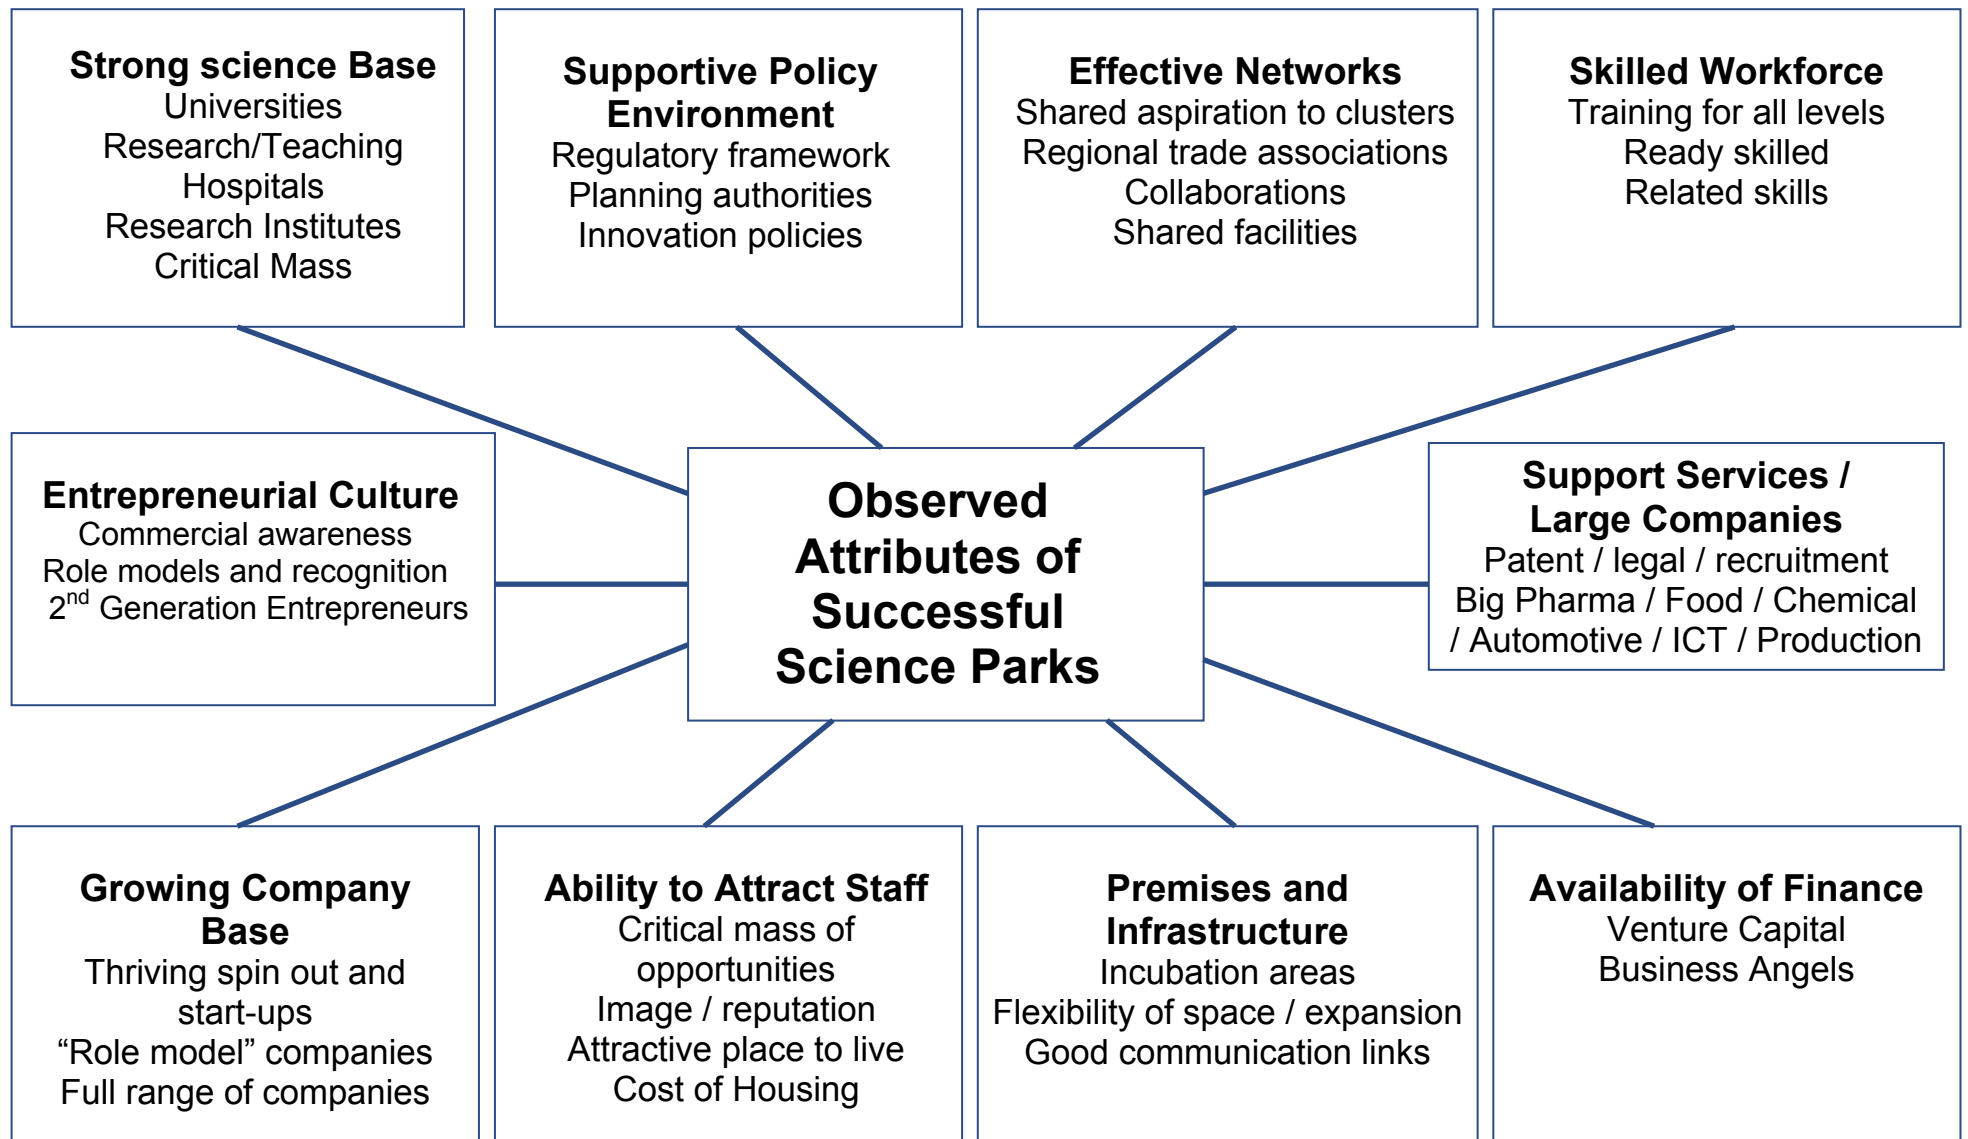 Strong science Base
Universities
Research/Teaching
Hospitals
Research Institutes
Critical Mass
Supportive Policy
Environment
Regulatory framework
Planning authorities
Innovation policies
Effective Networks
Shared aspiration to clusters
Regional trade associations
Collaborations
Shared facilities
Skilled Workforce
Training for all levels
Ready skilled
Related skills
Entrepreneurial Culture
Commercial awareness
Role models and recognition
2nd Generation Entrepreneurs
Observed
Attributes of
Successful
Science Parks
Support Services /
Large Companies
Patent / legal / recruitment
Big Pharma / Food / Chemical
/ Automotive / ICT / Production
Growing Company
Base
Thriving spin out and
start-ups
“Role model” companies
Full range of companies
Ability to Attract Staff
Critical mass of
opportunities
Image / reputation
Attractive place to live
Cost of Housing
Premises and
Infrastructure
Incubation areas
Flexibility of space / expansion
Good communication links
Availability of Finance
Venture Capital
Business Angels